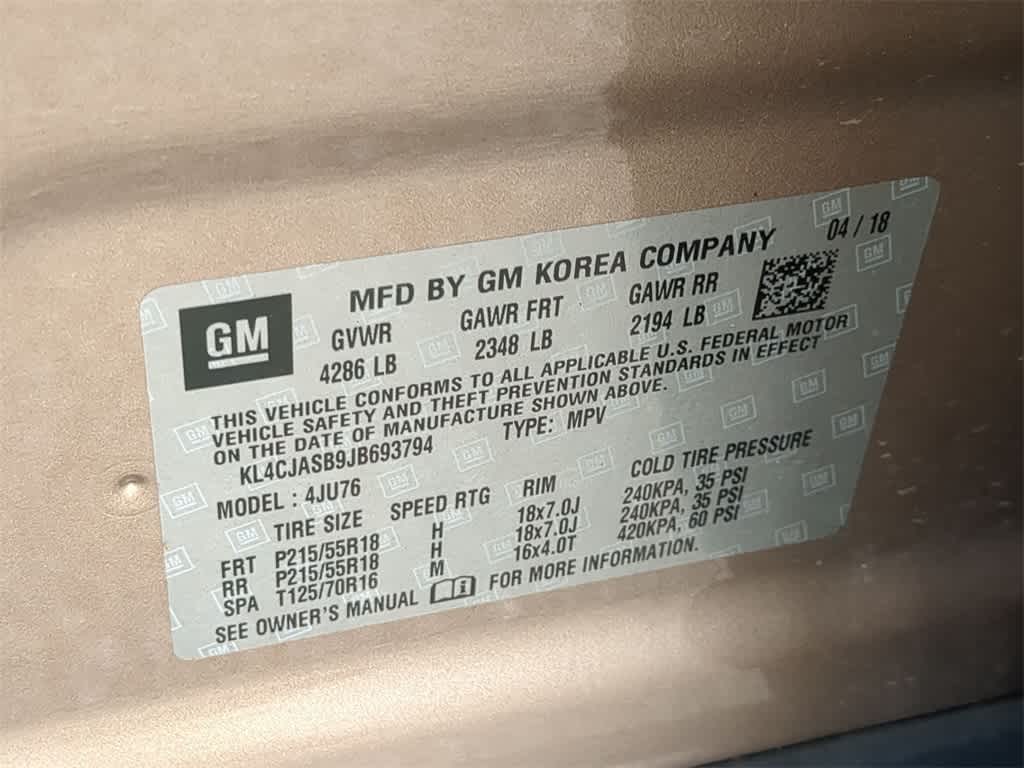 MFD BY GM KOREA COMPANY 04 / 18
GM GVWR GAWR FRT GAWR RR
4286 LB 2348 LB 2194 LB
THIS VEHICLE CONFORMS TO ALL APPLICABLE U.S. FEDERAL MOTOR
VEHICLE SAFETY AND THEFT PREVENTION STANDARDS IN EFFECT
ON THE DATE OF MANUFACTURE SHOWN ABOVE.
KL4CJASB9JB693794 TYPE: MPV
MODEL : 4JU76
TIRE SIZE SPEED RTG RIM COLD TIRE PRESSURE
FRT P215/55R18 H 18x7.0J 240KPA, 35 PSI
RR P215/55R18 H 18x7.0J 240KPA, 35 PSI
SPA T125/70R16 M 16x4.0T 420KPA, 60 PSI
SEE OWNER'S MANUAL FOR MORE INFORMATION.